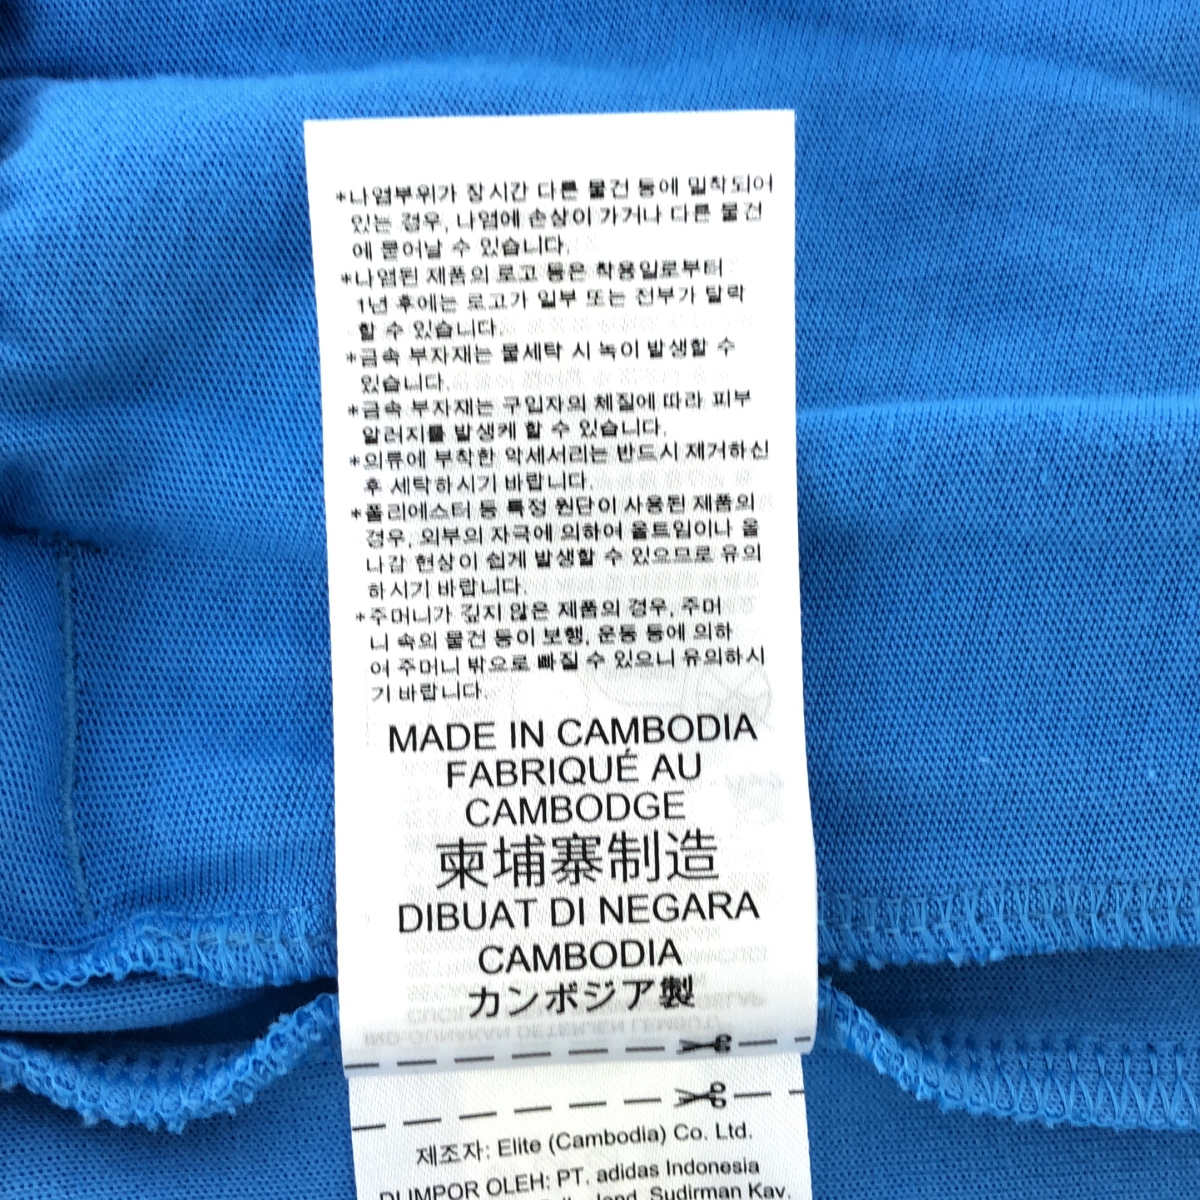 *나염부위가 장시간 다른 물건 등에 밀착되어
있는 경우, 나염에 손상이 가거나 다른 물건
에 묻어날 수 있습니다.
*나염된 제품의 로고 등은 착용일로부터
1년 후에는 로고가 일부 또는 전부가 탈락
할 수 있습니다.
*금속 부자재는 물세탁 시 녹이 발생할 수
있습니다.
*금속 부자재는 구입자의 체질에 따라 피부
알러지를 발생케 할 수 있습니다.
*의류에 부착한 악세서리는 반드시 제거하신
후 세탁하시기 바랍니다.
*폴리에스터 등 특정 원단이 사용된 제품의
경우, 외부의 자극에 의하여 올트임이나 올
나감 현상이 쉽게 발생할 수 있으므로 유의
하시기 바랍니다.
*주머니가 깊지 않은 제품의 경우, 주머
니 속의 물건 등이 보행, 운동 등에 의하
여 주머니 밖으로 빠질 수 있으니 유의하시
기 바랍니다.
MADE IN CAMBODIA
FABRIQUÉ AU
CAMBODGE
柬埔寨制造
DIBUAT DI NEGARA
CAMBODIA
カンボジア製
제조자: Elite (Cambodia) Co. Ltd.
DI IMPOR OLEH: PT. adidas Indonesia
Sudirman Kav.